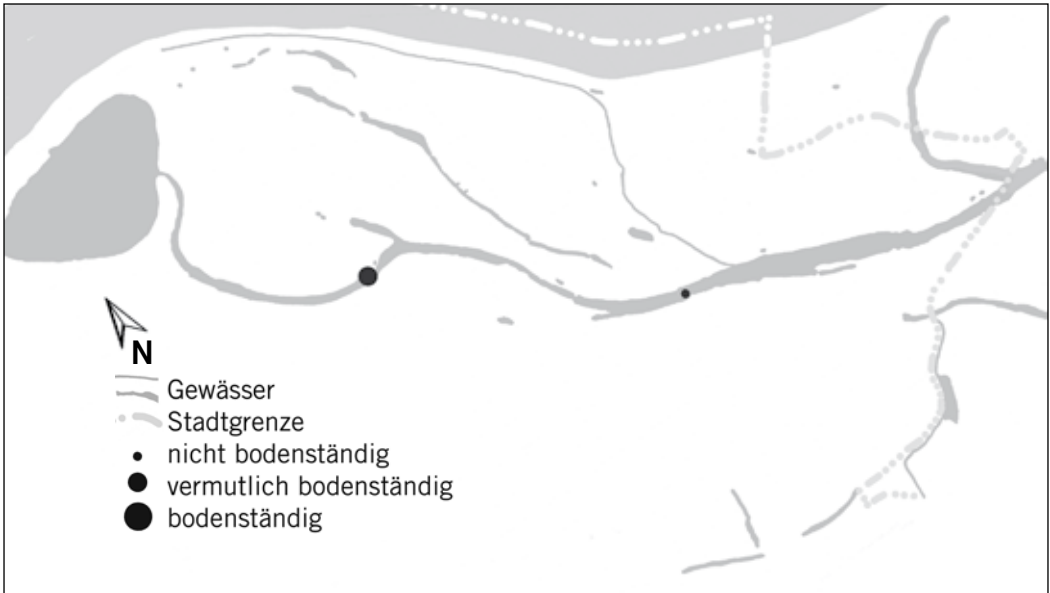 N
Gewässer
Stadtgrenze
nicht bodenständig
vermutlich bodenständig
bodenständig